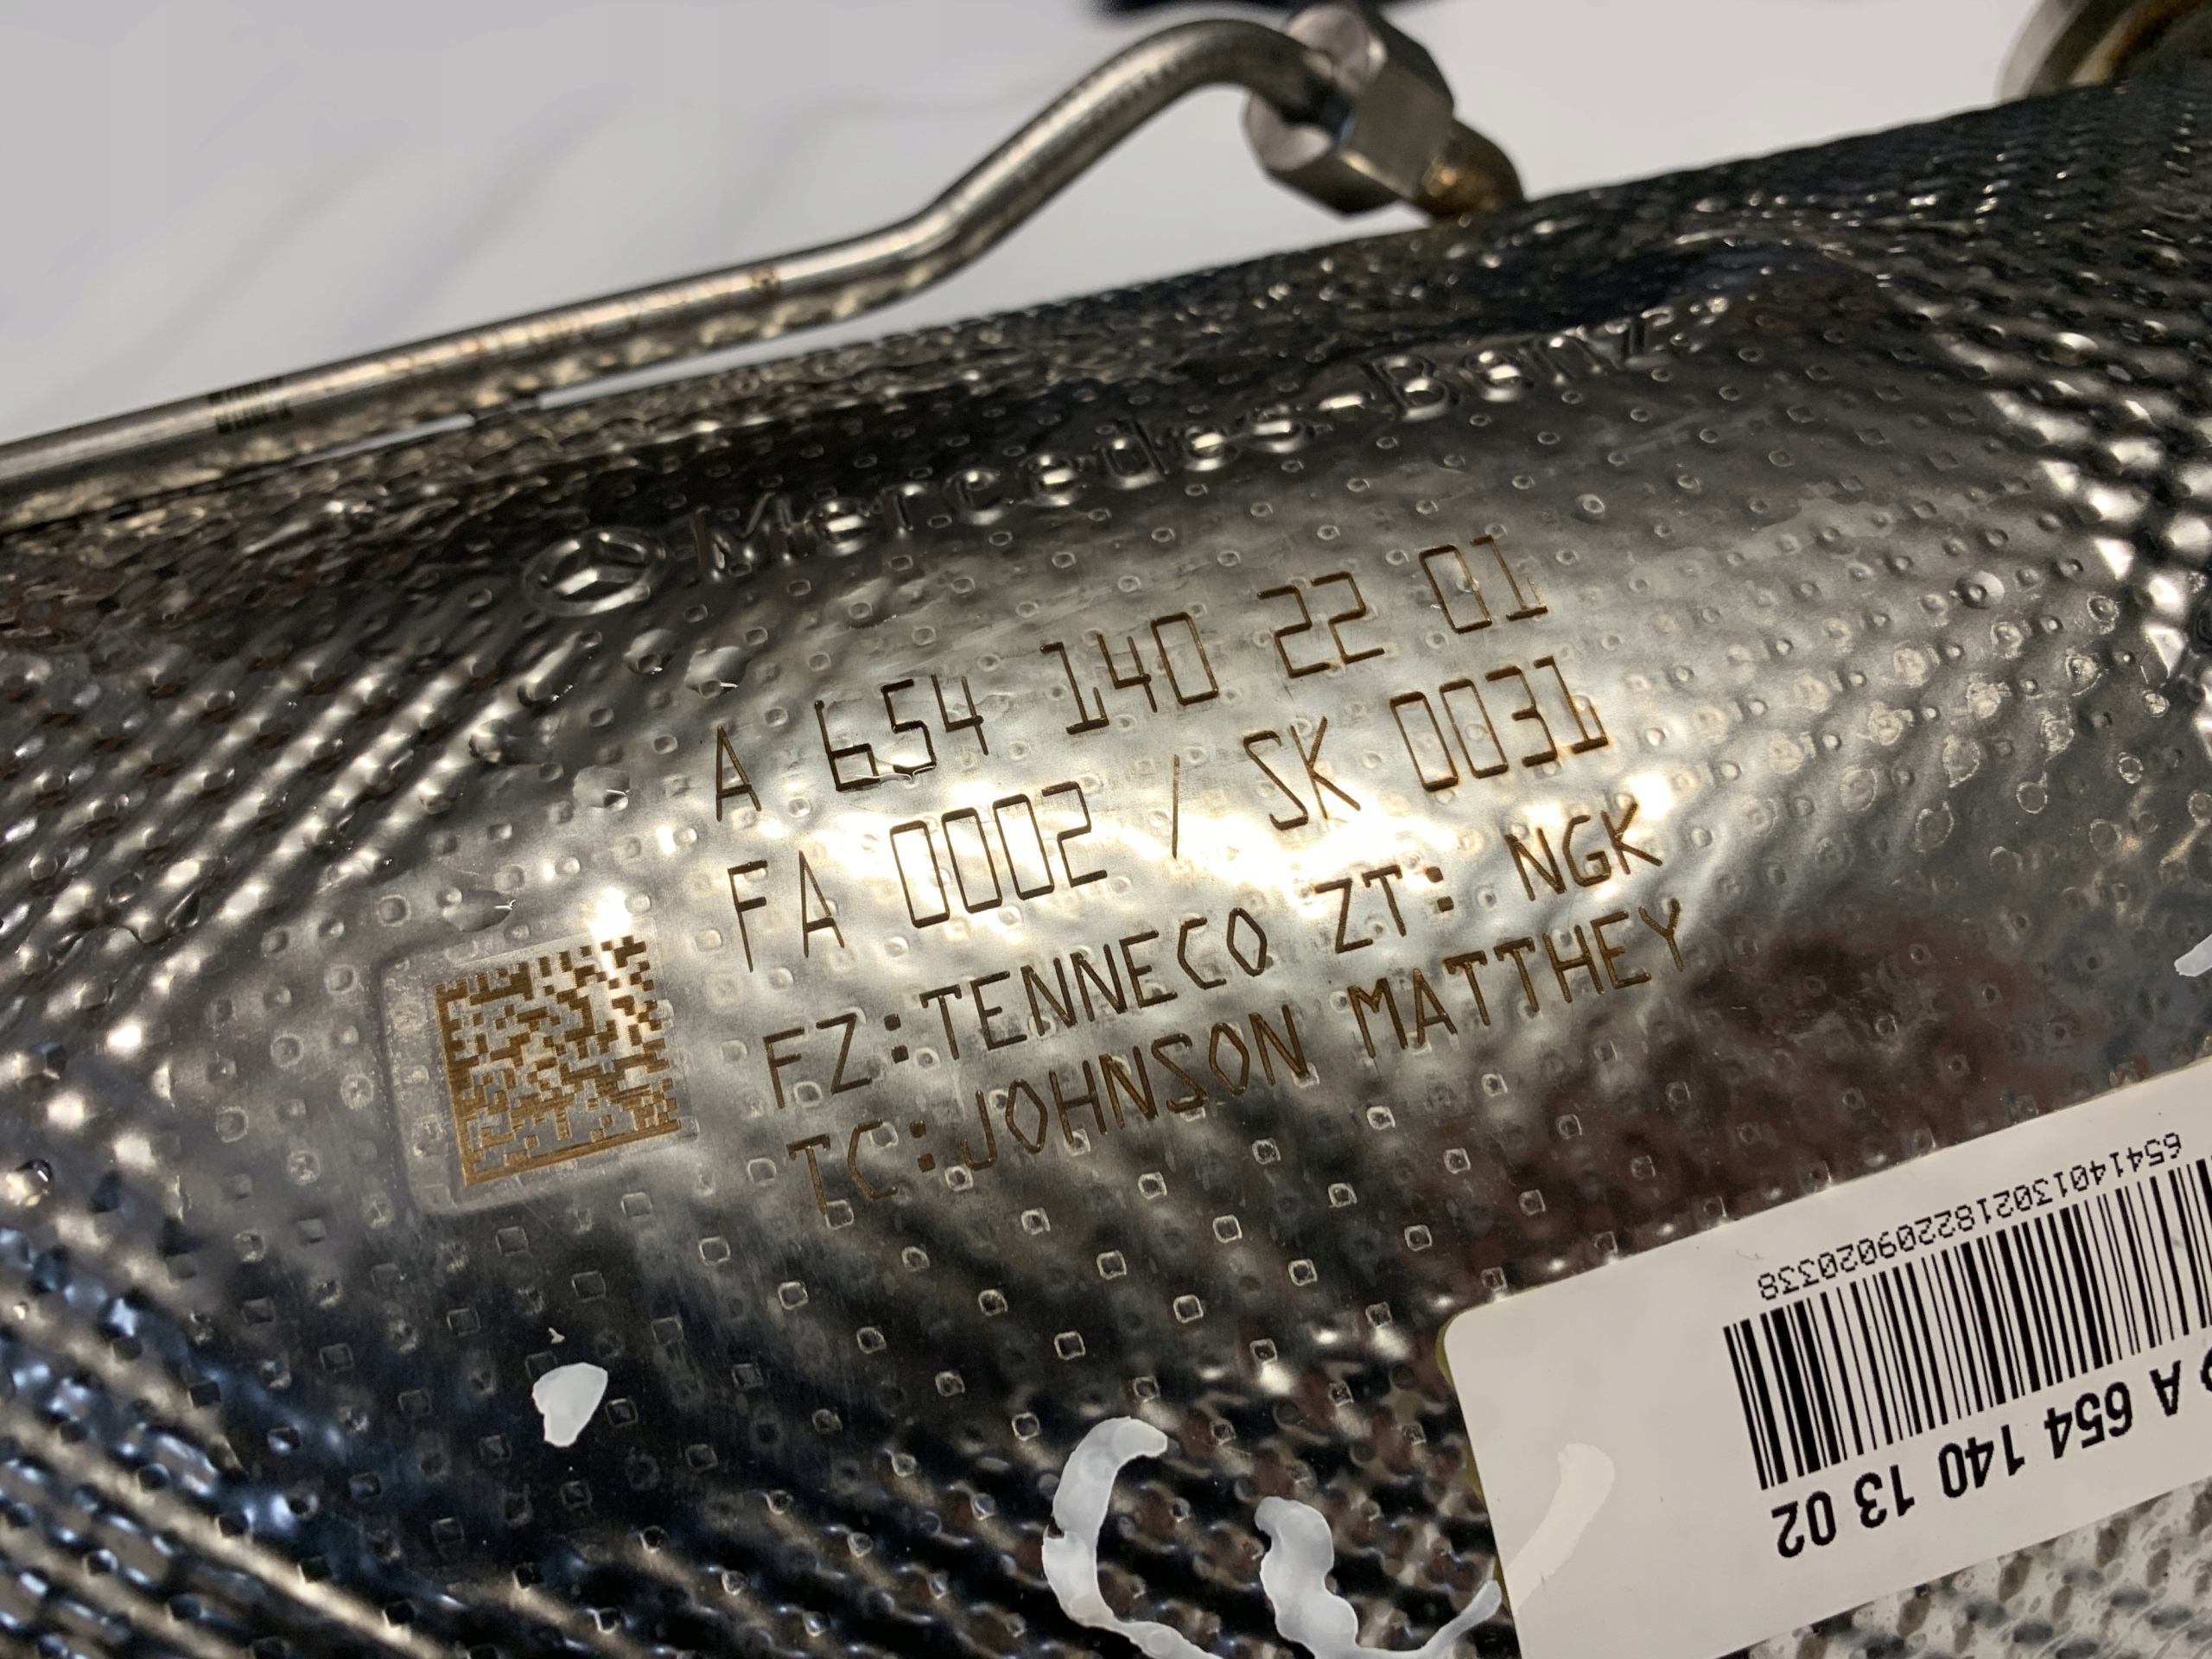 Mercedes-Benz
A 654 140 22 01
FA 0002 / SK 0031
FZ:TENNECO ZT: NGK
TC:JOHNSON MATTHEY
6541401302182209020338
A 654 140 13 02